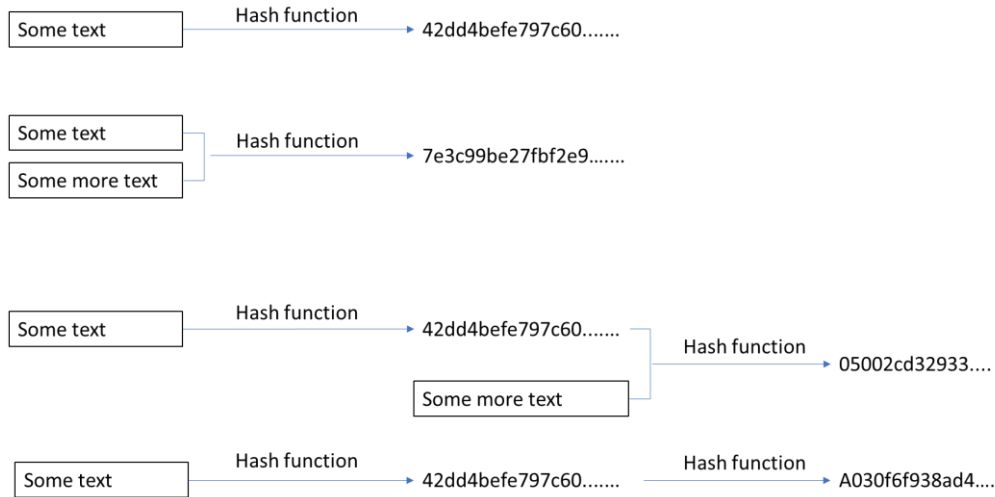 Some text
Hash function
42dd4befe797c60.......
Some text
Some more text
Hash function
7e3c99be27fbf2e9.......
Some text
Hash function
42dd4befe797c60.......
Some more text
Hash function
05002cd32933....
Some text
Hash function
42dd4befe797c60.......
Hash function
A030f6f938ad4....